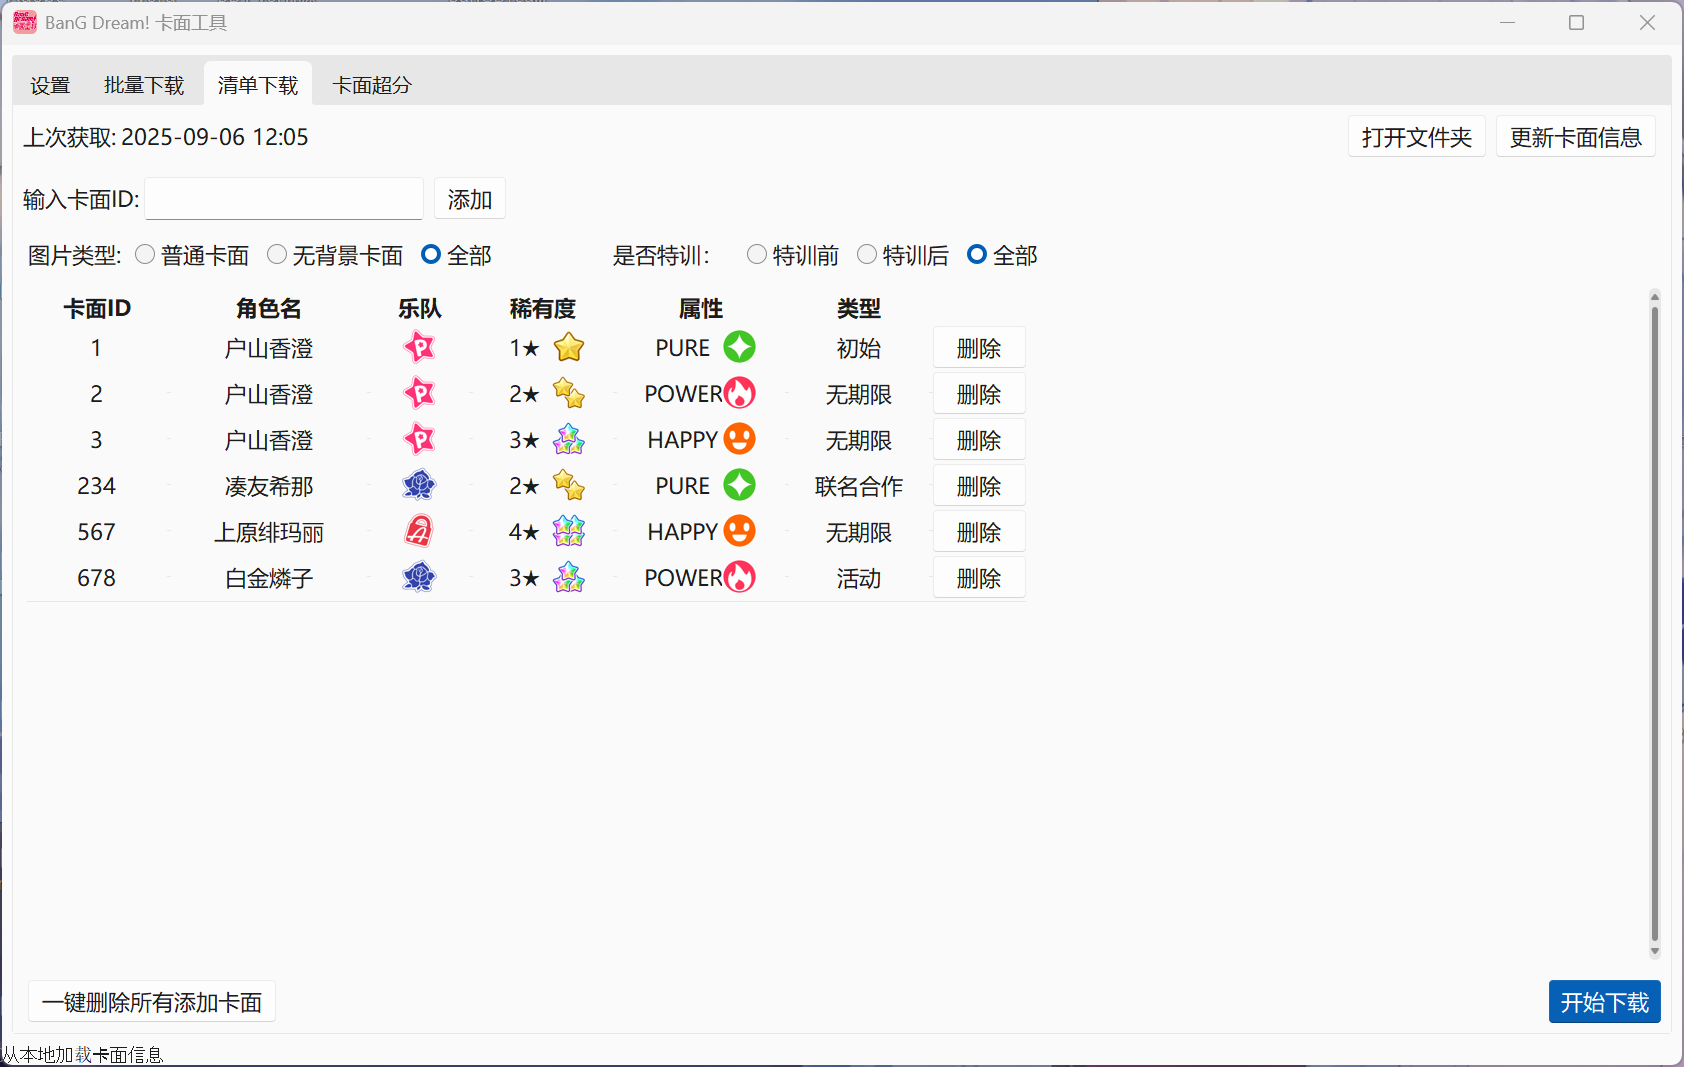 BanG Dream! 卡面工具
设置 批量下载 清单下载 卡面超分
上次获取: 2025-09-06 12:05 打开文件夹 更新卡面信息
输入卡面ID: 添加
图片类型: 普通卡面 无背景卡面 全部 是否特训: 特训前 特训后 全部
卡面ID 角色名 乐队 稀有度 属性 类型
1 户山香澄 1★ PURE 初始 删除
2 户山香澄 2★ POWER 无期限 删除
3 户山香澄 3★ HAPPY 无期限 删除
234 凑友希那 2★ PURE 联名合作 删除
567 上原绯玛丽 4★ HAPPY 无期限 删除
678 白金燐子 3★ POWER 活动 删除
一键删除所有添加卡面 开始下载
从本地加载卡面信息